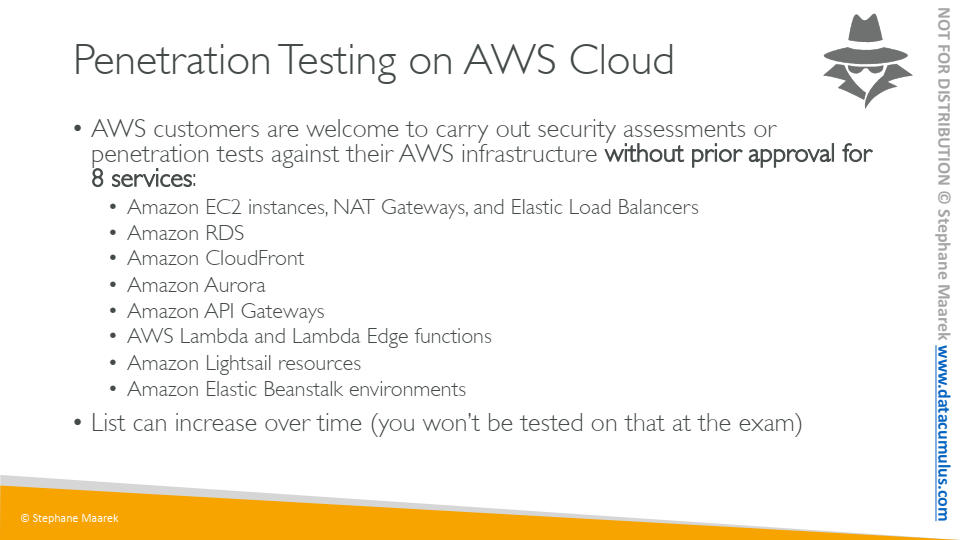 Penetration Testing on AWS Cloud
• AWS customers are welcome to carry out security assessments or
penetration tests against their AWS infrastructure without prior approval for
8 services:
• Amazon EC2 instances, NAT Gateways, and Elastic Load Balancers
• Amazon RDS
• Amazon CloudFront
• Amazon Aurora
• Amazon API Gateways
• AWS Lambda and Lambda Edge functions
• Amazon Lightsail resources
• Amazon Elastic Beanstalk environments
• List can increase over time (you won't be tested on that at the exam)
© Stephane Maarek
NOT FOR DISTRIBUTION © Stephane Maarek www.datacumulus.com